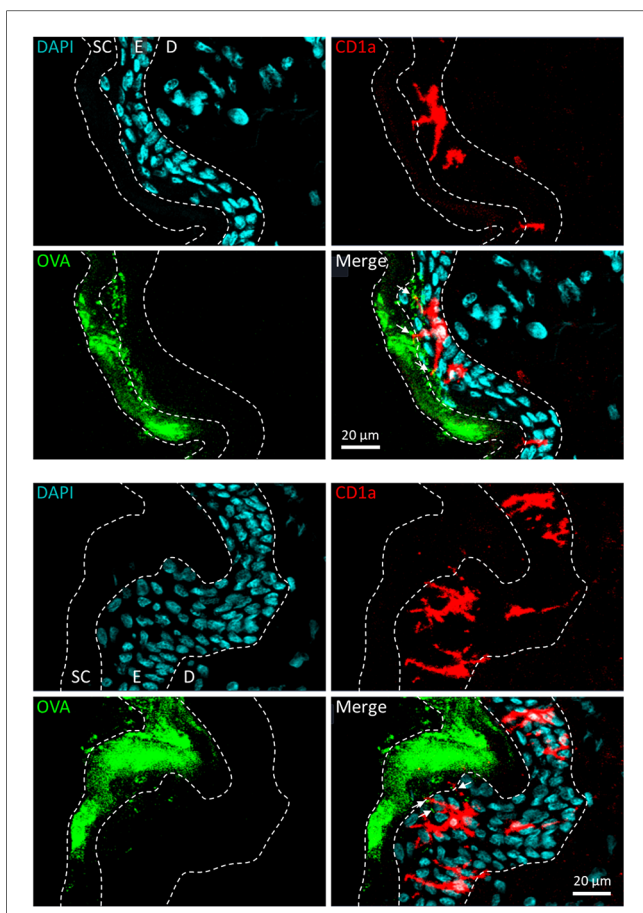 DAPI SC E D
CD1a
OVA
Merge
20 µm
DAPI
CD1a
SC E D
OVA
Merge
20 µm